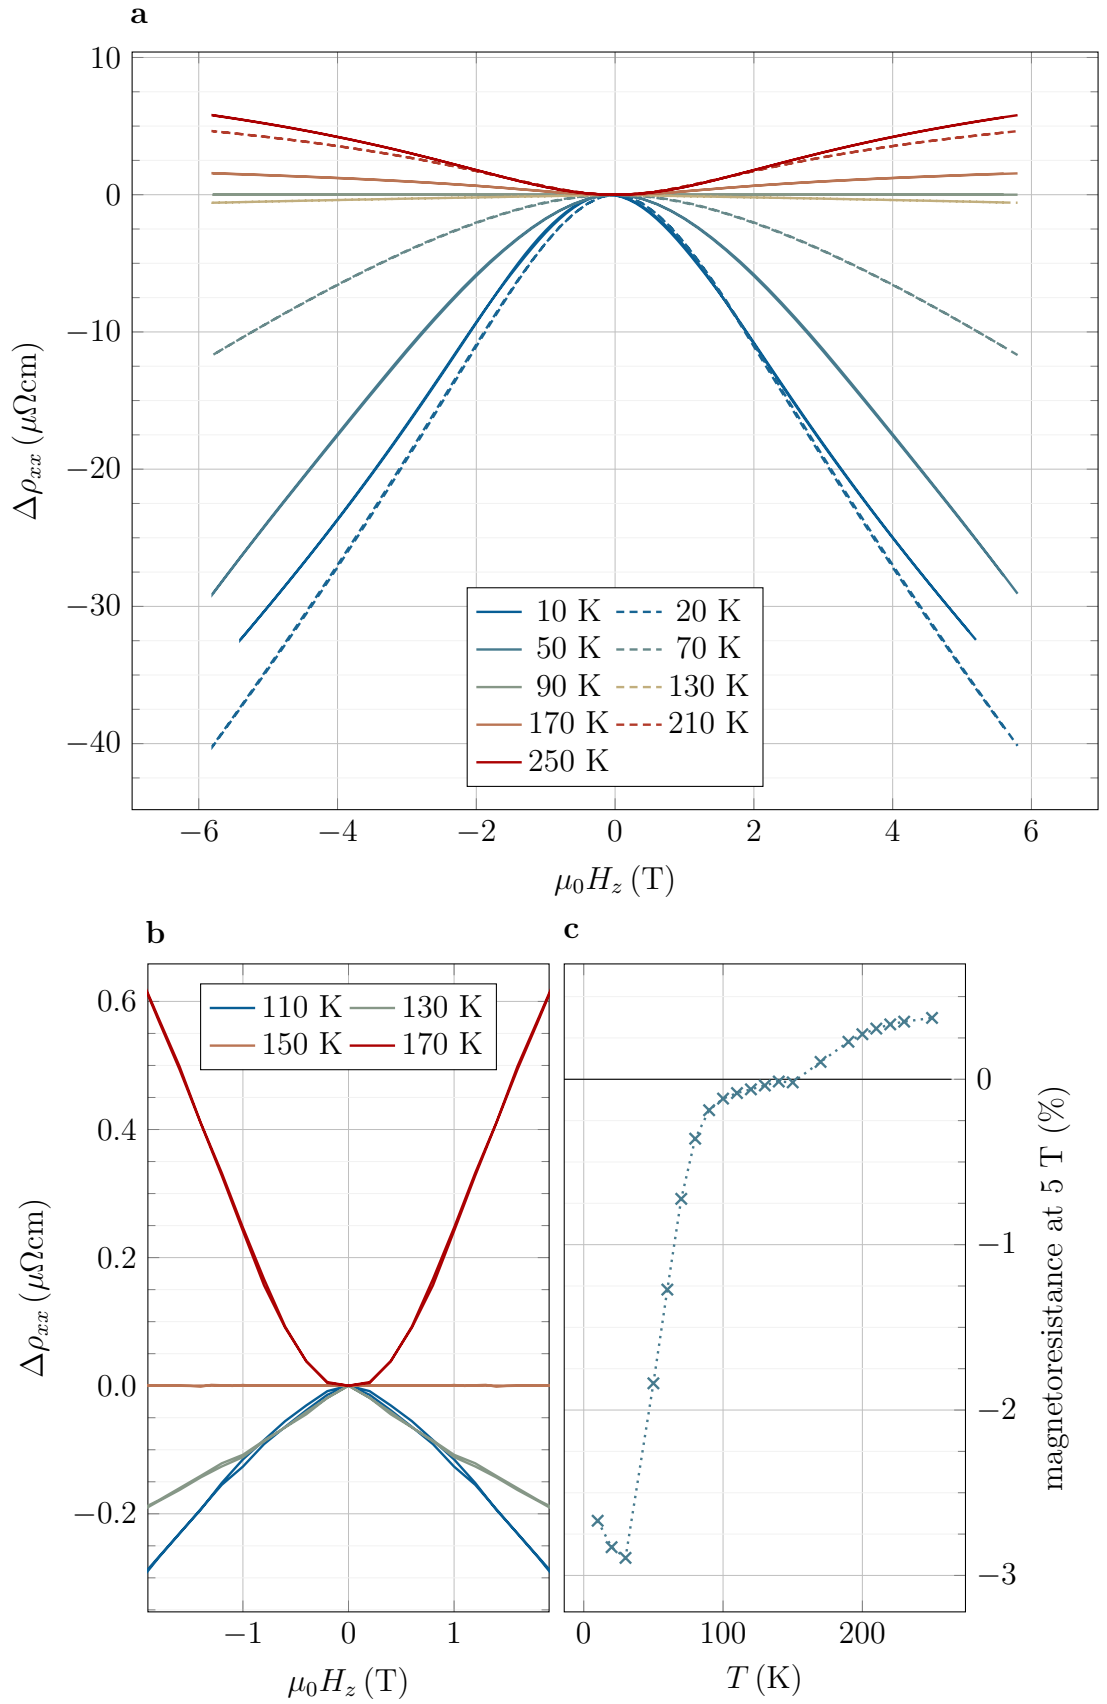 a
10
0
−10
−20
−30
−40
Δρxx (μΩcm)
10 K 20 K
50 K 70 K
90 K 130 K
170 K 210 K
250 K
−6 −4 −2 0 2 4 6
μ0Hz (T)
b
0.6
0.4
0.2
0.0
−0.2
Δρxx (μΩcm)
110 K 130 K
150 K 170 K
−1 0 1
μ0Hz (T)
c
0
−1
−2
−3
magnetoresistance at 5 T (%)
0 100 200
T (K)